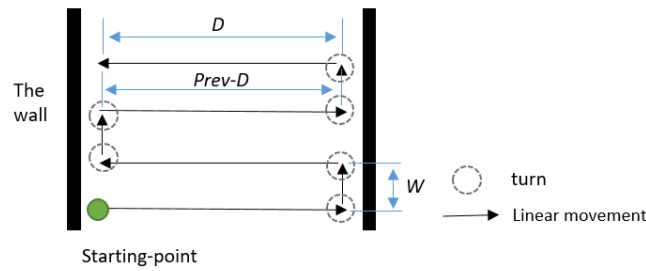 D
Prev-D
The
wall
W
turn
Linear movement
Starting-point